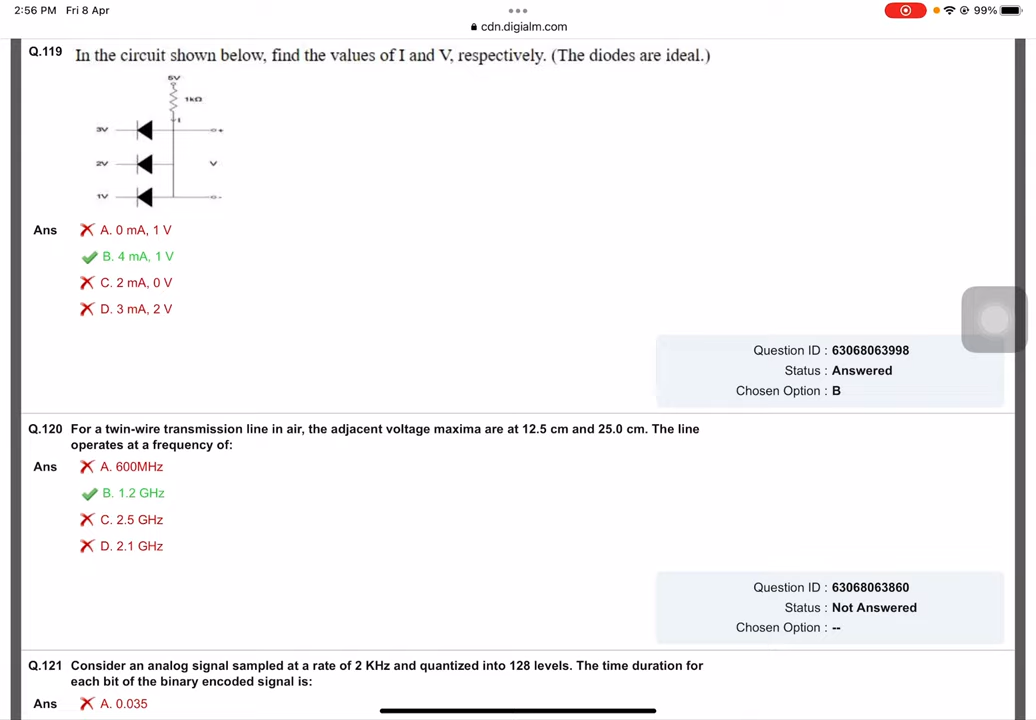 2:56 PM Fri 8 Apr
99%
cdn.digialm.com
Q.119 In the circuit shown below, find the values of I and V, respectively. (The diodes are ideal.)
5V
1kΩ
I
3V
+
2V
V
1V
-
Ans A. 0 mA, 1 V
B. 4 mA, 1 V
C. 2 mA, 0 V
D. 3 mA, 2 V
Question ID : 63068063998
Status : Answered
Chosen Option : B
Q.120 For a twin-wire transmission line in air, the adjacent voltage maxima are at 12.5 cm and 25.0 cm. The line
operates at a frequency of:
Ans A. 600MHz
B. 1.2 GHz
C. 2.5 GHz
D. 2.1 GHz
Question ID : 63068063860
Status : Not Answered
Chosen Option : --
Q.121 Consider an analog signal sampled at a rate of 2 KHz and quantized into 128 levels. The time duration for
each bit of the binary encoded signal is:
Ans A. 0.035